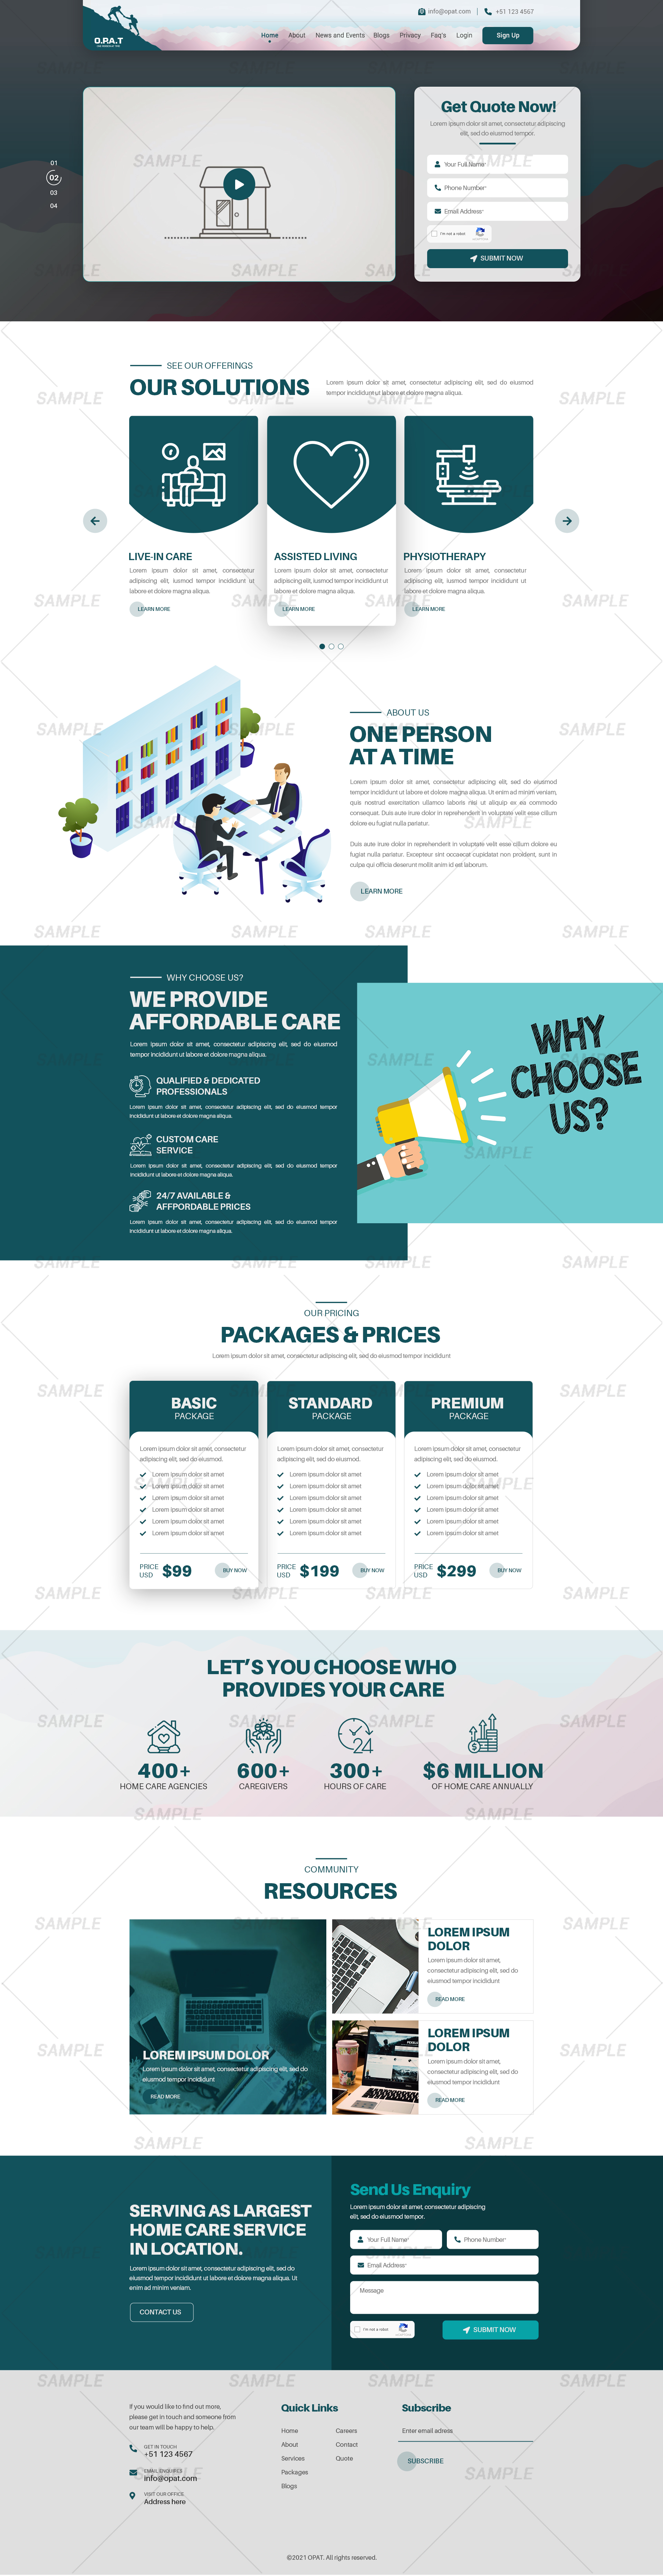 info@opat.com | +51 123 4567
O.P.A.T
Home About News and Events Blogs Privacy Faq's Login Sign Up
01
02
03
04
Get Quote Now!
Lorem ipsum dolor sit amet, consectetur adipiscing
elit, sed do eiusmod tempor.
Your Full Name*
Phone Number*
Email Address*
I'm not a robot
SUBMIT NOW
SEE OUR OFFERINGS
OUR SOLUTIONS
Lorem ipsum dolor sit amet, consectetur adipiscing elit, sed do eiusmod
tempor incididunt ut labore et dolore magna aliqua.
LIVE-IN CARE
Lorem ipsum dolor sit amet, consectetur
adipiscing elit, iusmod tempor incididunt ut
labore et dolore magna aliqua.
LEARN MORE
ASSISTED LIVING
Lorem ipsum dolor sit amet, consectetur
adipiscing elit, iusmod tempor incididunt ut
labore et dolore magna aliqua.
LEARN MORE
PHYSIOTHERAPY
Lorem ipsum dolor sit amet, consectetur
adipiscing elit, iusmod tempor incididunt ut
labore et dolore magna aliqua.
LEARN MORE
ABOUT US
ONE PERSON
AT A TIME
Lorem ipsum dolor sit amet, consectetur adipiscing elit, sed do eiusmod
tempor incididunt ut labore et dolore magna aliqua. Ut enim ad minim veniam,
quis nostrud exercitation ullamco laboris nisi ut aliquip ex ea commodo
consequat. Duis aute irure dolor in reprehenderit in voluptate velit esse cillum
dolore eu fugiat nulla pariatur.
Duis aute irure dolor in reprehenderit in voluptate velit esse cillum dolore eu
fugiat nulla pariatur. Excepteur sint occaecat cupidatat non proident, sunt in
culpa qui officia deserunt mollit anim id est laborum.
LEARN MORE
WHY CHOOSE US?
WE PROVIDE
AFFORDABLE CARE
Lorem ipsum dolor sit amet, consectetur adipiscing elit, sed do eiusmod
tempor incididunt ut labore et dolore magna aliqua.
QUALIFIED & DEDICATED
PROFESSIONALS
Lorem ipsum dolor sit amet, consectetur adipiscing elit, sed do eiusmod tempor
incididunt ut labore et dolore magna aliqua.
CUSTOM CARE
SERVICE
Lorem ipsum dolor sit amet, consectetur adipiscing elit, sed do eiusmod tempor
incididunt ut labore et dolore magna aliqua.
24/7 AVAILABLE &
AFFPORDABLE PRICES
Lorem ipsum dolor sit amet, consectetur adipiscing elit, sed do eiusmod tempor
incididunt ut labore et dolore magna aliqua.
WHY
CHOOSE
US?
OUR PRICING
PACKAGES & PRICES
Lorem ipsum dolor sit amet, consectetur adipiscing elit, sed do eiusmod tempor incididunt
BASIC
PACKAGE
Lorem ipsum dolor sit amet, consectetur
adipiscing elit, sed do eiusmod.
Lorem ipsum dolor sit amet
Lorem ipsum dolor sit amet
Lorem ipsum dolor sit amet
Lorem ipsum dolor sit amet
Lorem ipsum dolor sit amet
Lorem ipsum dolor sit amet
PRICE
USD
$99
BUY NOW
STANDARD
PACKAGE
Lorem ipsum dolor sit amet, consectetur
adipiscing elit, sed do eiusmod.
Lorem ipsum dolor sit amet
Lorem ipsum dolor sit amet
Lorem ipsum dolor sit amet
Lorem ipsum dolor sit amet
Lorem ipsum dolor sit amet
Lorem ipsum dolor sit amet
PRICE
USD
$199
BUY NOW
PREMIUM
PACKAGE
Lorem ipsum dolor sit amet, consectetur
adipiscing elit, sed do eiusmod.
Lorem ipsum dolor sit amet
Lorem ipsum dolor sit amet
Lorem ipsum dolor sit amet
Lorem ipsum dolor sit amet
Lorem ipsum dolor sit amet
Lorem ipsum dolor sit amet
PRICE
USD
$299
BUY NOW
LET'S YOU CHOOSE WHO
PROVIDES YOUR CARE
24
400+
HOME CARE AGENCIES
600+
CAREGIVERS
300+
HOURS OF CARE
$6 MILLION
OF HOME CARE ANNUALLY
COMMUNITY
RESOURCES
LOREM IPSUM DOLOR
Lorem ipsum dolor sit amet, consectetur adipiscing elit, sed do
eiusmod tempor incididunt
READ MORE
LOREM IPSUM
DOLOR
Lorem ipsum dolor sit amet,
consectetur adipiscing elit, sed do
eiusmod tempor incididunt
READ MORE
LOREM IPSUM
DOLOR
Lorem ipsum dolor sit amet,
consectetur adipiscing elit, sed do
eiusmod tempor incididunt
READ MORE
SERVING AS LARGEST
HOME CARE SERVICE
IN LOCATION.
Lorem ipsum dolor sit amet, consectetur adipiscing elit, sed do
eiusmod tempor incididunt ut labore et dolore magna aliqua. Ut
enim ad minim veniam.
CONTACT US
Send Us Enquiry
Lorem ipsum dolor sit amet, consectetur adipiscing
elit, sed do eiusmod tempor.
Your Full Name*
Phone Number*
Email Address*
Message
I'm not a robot
SUBMIT NOW
If you would like to find out more,
please get in touch and someone from
our team will be happy to help.
GET IN TOUCH
+51 123 4567
EMAIL ENQUIRIES
info@opat.com
VISIT OUR OFFICE
Address here
Quick Links
Home
About
Services
Packages
Blogs
Careers
Contact
Quote
Subscribe
Enter email adress
SUBSCRIBE
©2021 OPAT. All rights reserved.
SAMPLE